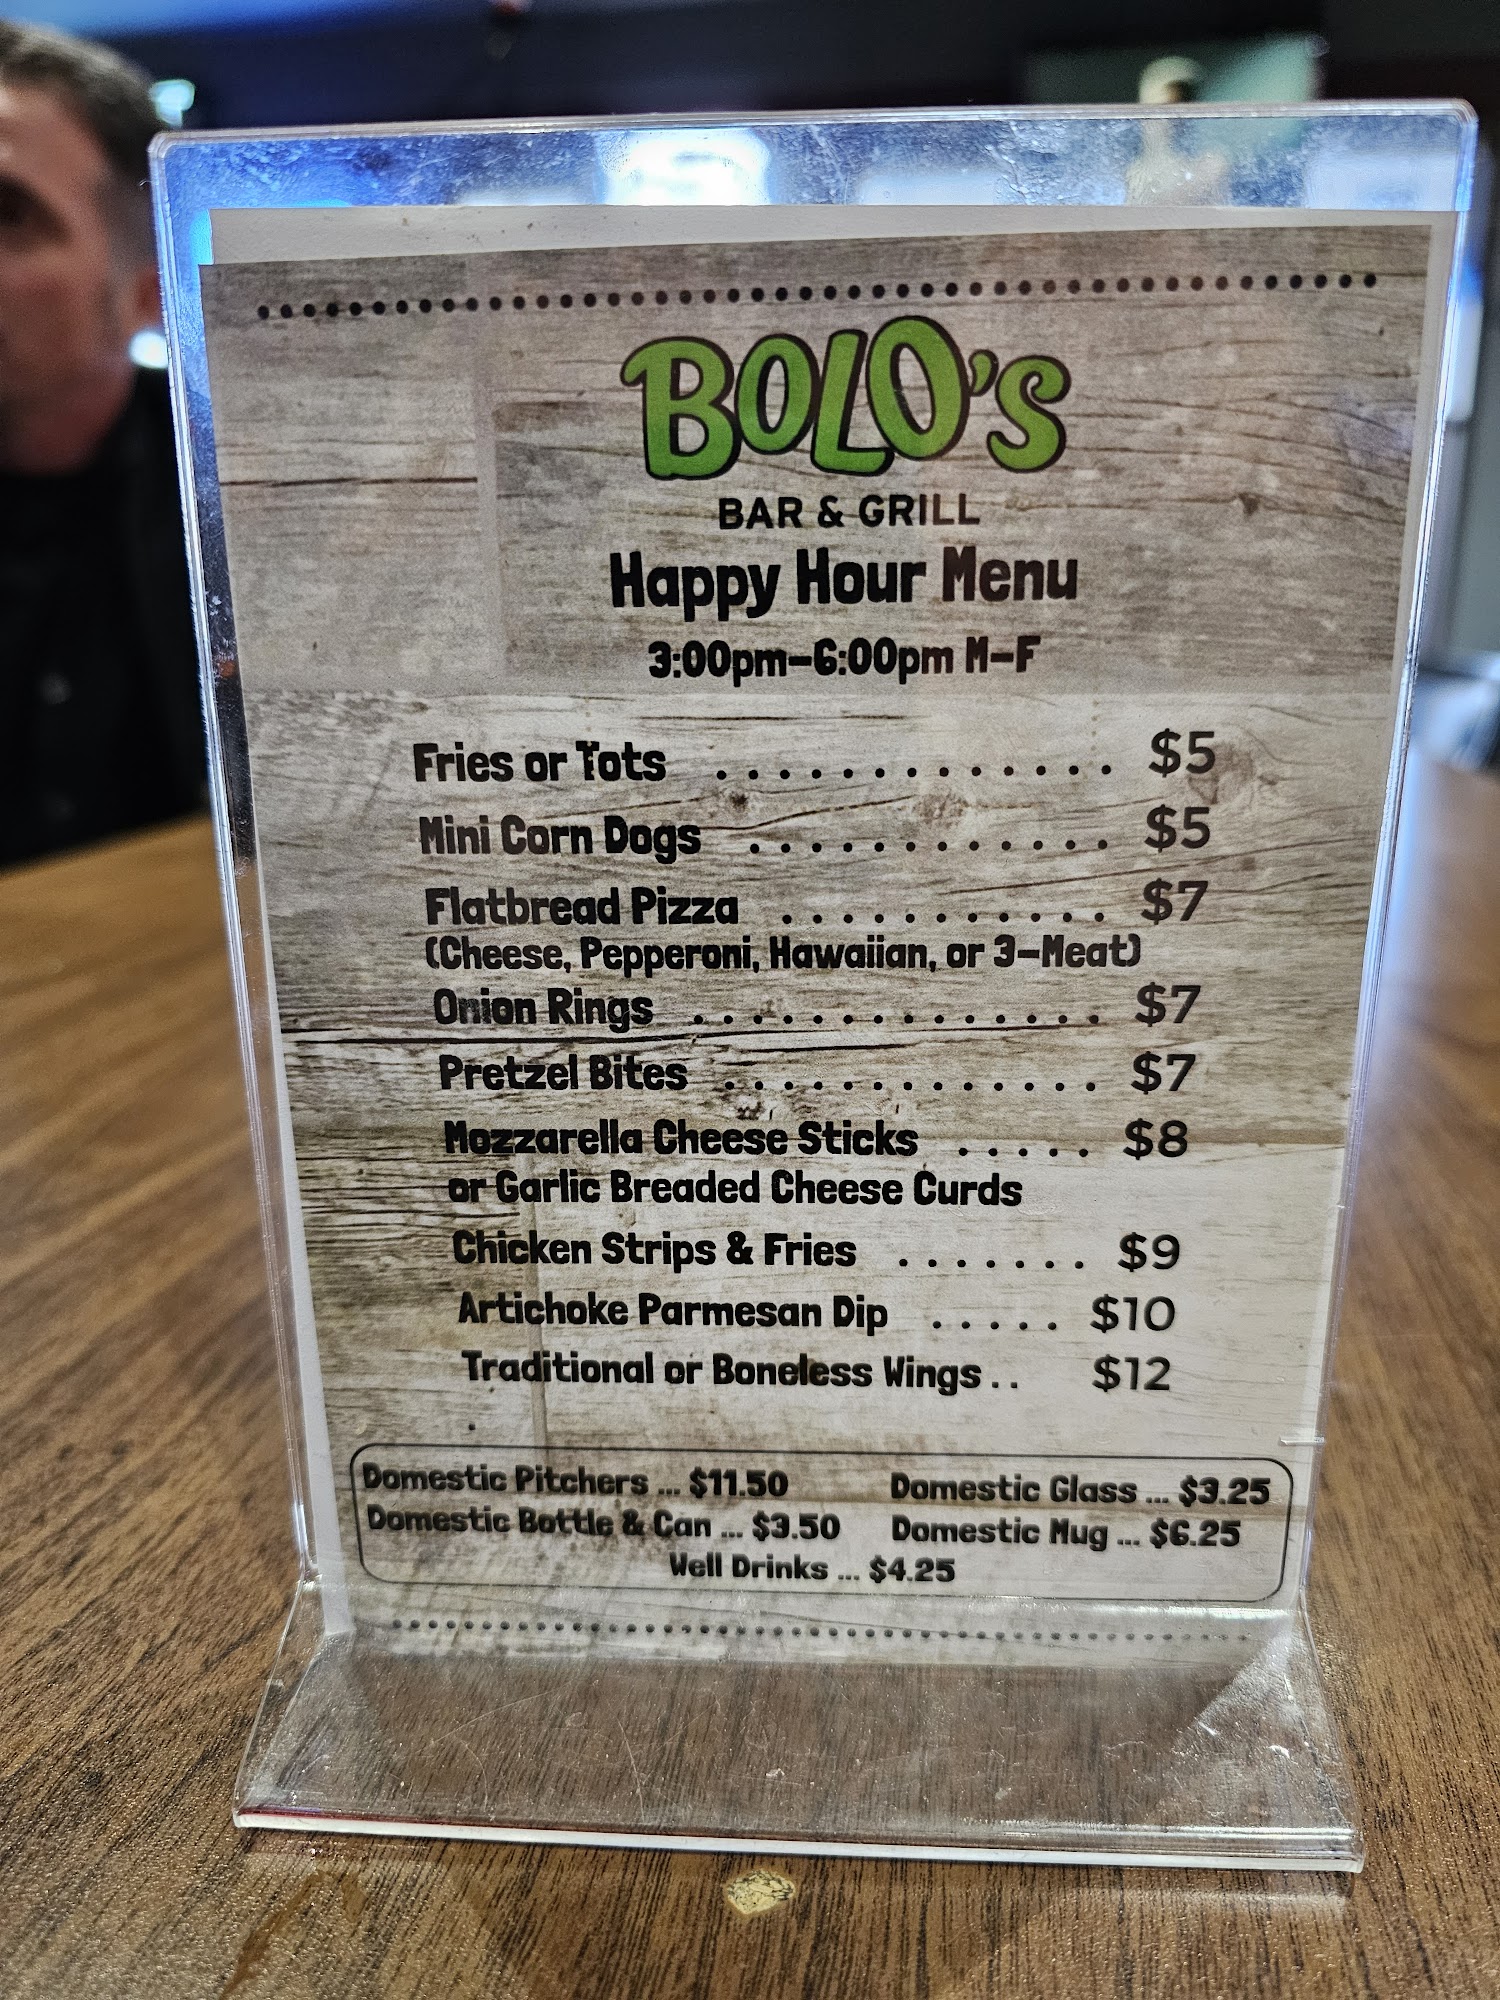 BOLO'S
BAR & GRILL
Happy Hour Menu
3:00pm-6:00pm M-F
Fries or Tots . . . . . . . . . . . . . $5
Mini Corn Dogs . . . . . . . . . . . . $5
Flatbread Pizza . . . . . . . . . . . $7
(Cheese, Pepperoni, Hawaiian, or 3-Meat)
Onion Rings . . . . . . . . . . . . . . $7
Pretzel Bites . . . . . . . . . . . . . $7
Mozzarella Cheese Sticks . . . . . $8
or Garlic Breaded Cheese Curds
Chicken Strips & Fries . . . . . . . $9
Artichoke Parmesan Dip . . . . . $10
Traditional or Boneless Wings . . $12
Domestic Pitchers ... $11.50 Domestic Glass ... $3.25
Domestic Bottle & Can ... $3.50 Domestic Mug ... $6.25
Well Drinks ... $4.25